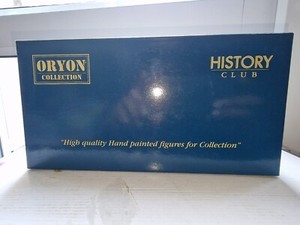 ORYON
COLLECTION
HISTORY
CLUB
"High quality Hand painted figures for Collection"